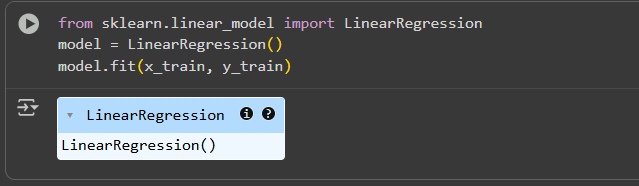 from sklearn.linear_model import LinearRegression
model = LinearRegression()
model.fit(x_train, y_train)
LinearRegression i ?
LinearRegression()